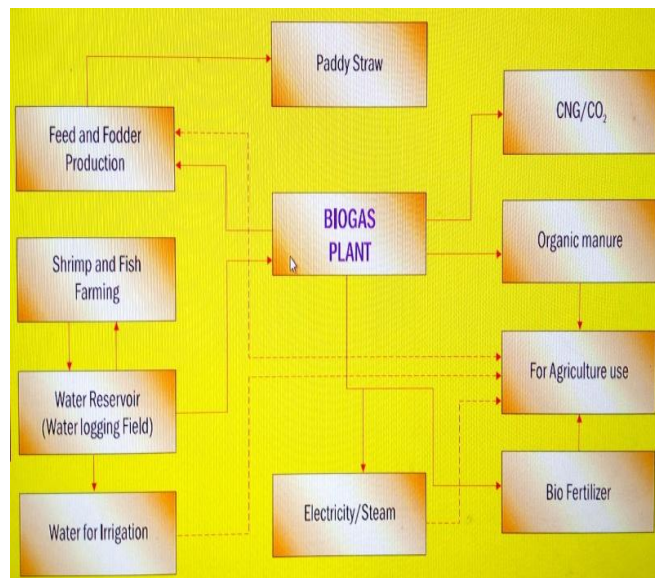 Paddy Straw
CNG/CO₂
Feed and Fodder
Production
BIOGAS
PLANT
Organic manure
Shrimp and Fish
Farming
For Agriculture use
Water Reservoir
(Water logging Field)
Bio Fertilizer
Electricity/Steam
Water for Irrigation